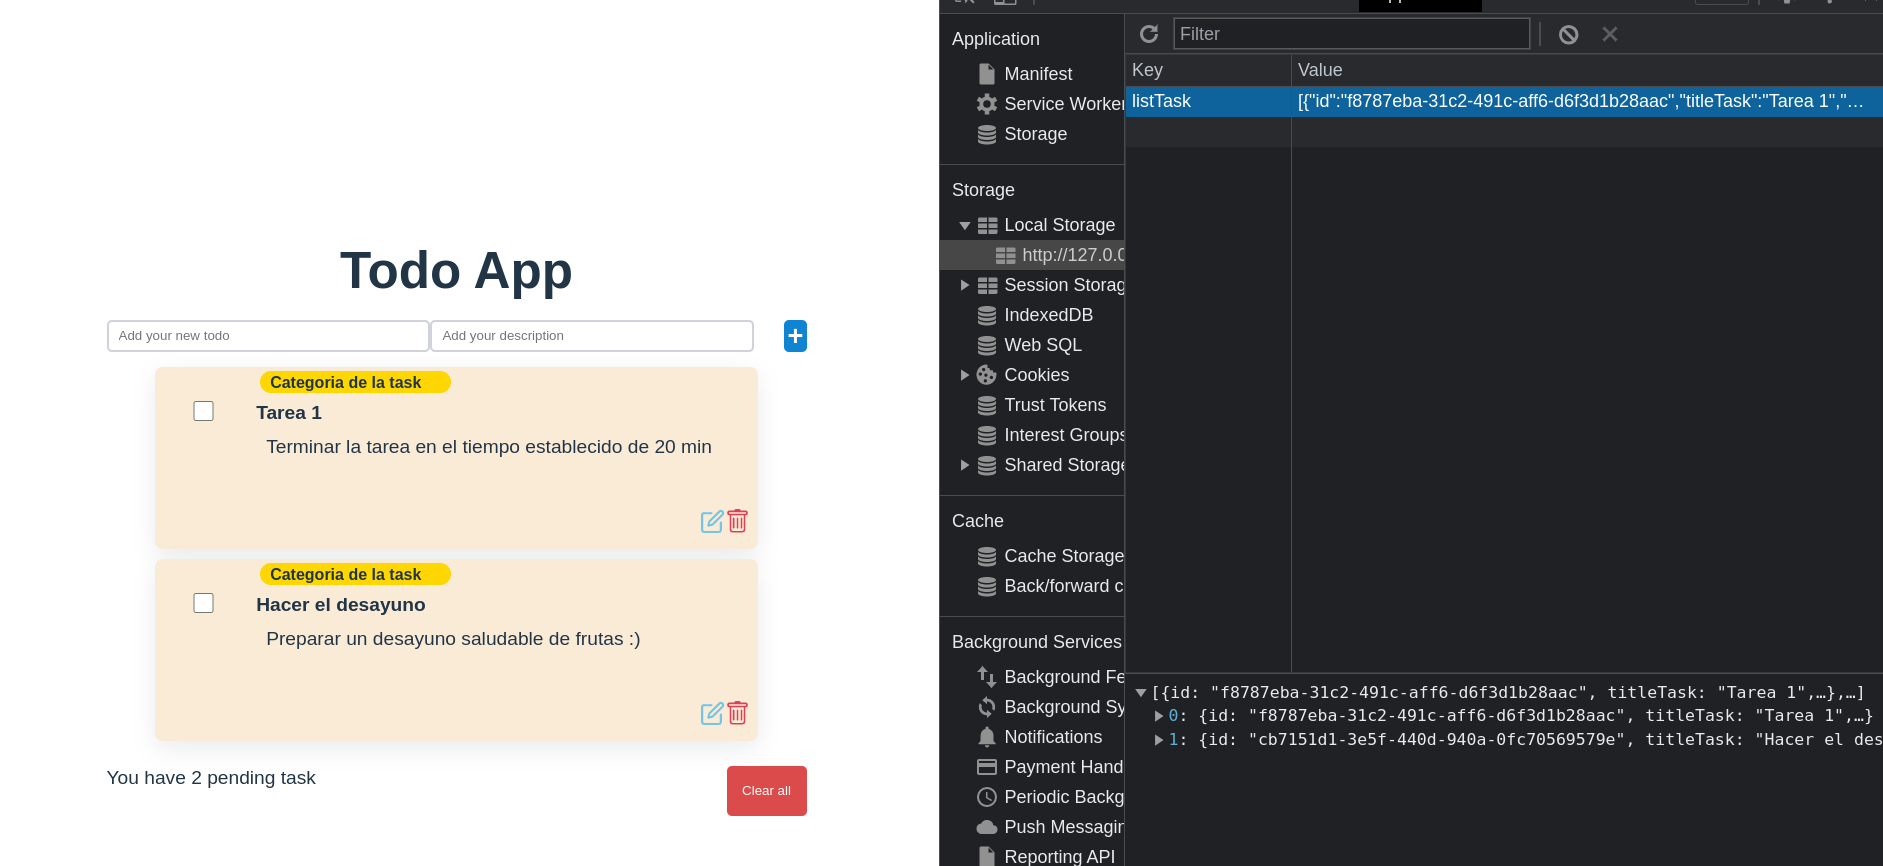 Todo App
Add your new todo
Add your description
+
Categoria de la task
Tarea 1
Terminar la tarea en el tiempo establecido de 20 min
Categoria de la task
Hacer el desayuno
Preparar un desayuno saludable de frutas :)
You have 2 pending task
Clear all
Application
Manifest
Service Worker
Storage
Storage
Local Storage
http://127.0.0
Session Storag
IndexedDB
Web SQL
Cookies
Trust Tokens
Interest Groups
Shared Storage
Cache
Cache Storage
Back/forward c
Background Services
Background Fe
Background Sy
Notifications
Payment Hand
Periodic Backg
Push Messagin
Reporting API
Filter
Key Value
listTask [{"id":"f8787eba-31c2-491c-aff6-d6f3d1b28aac","titleTask":"Tarea 1","…
[{id: "f8787eba-31c2-491c-aff6-d6f3d1b28aac", titleTask: "Tarea 1",…},…]
0: {id: "f8787eba-31c2-491c-aff6-d6f3d1b28aac", titleTask: "Tarea 1",…}
1: {id: "cb7151d1-3e5f-440d-940a-0fc70569579e", titleTask: "Hacer el des